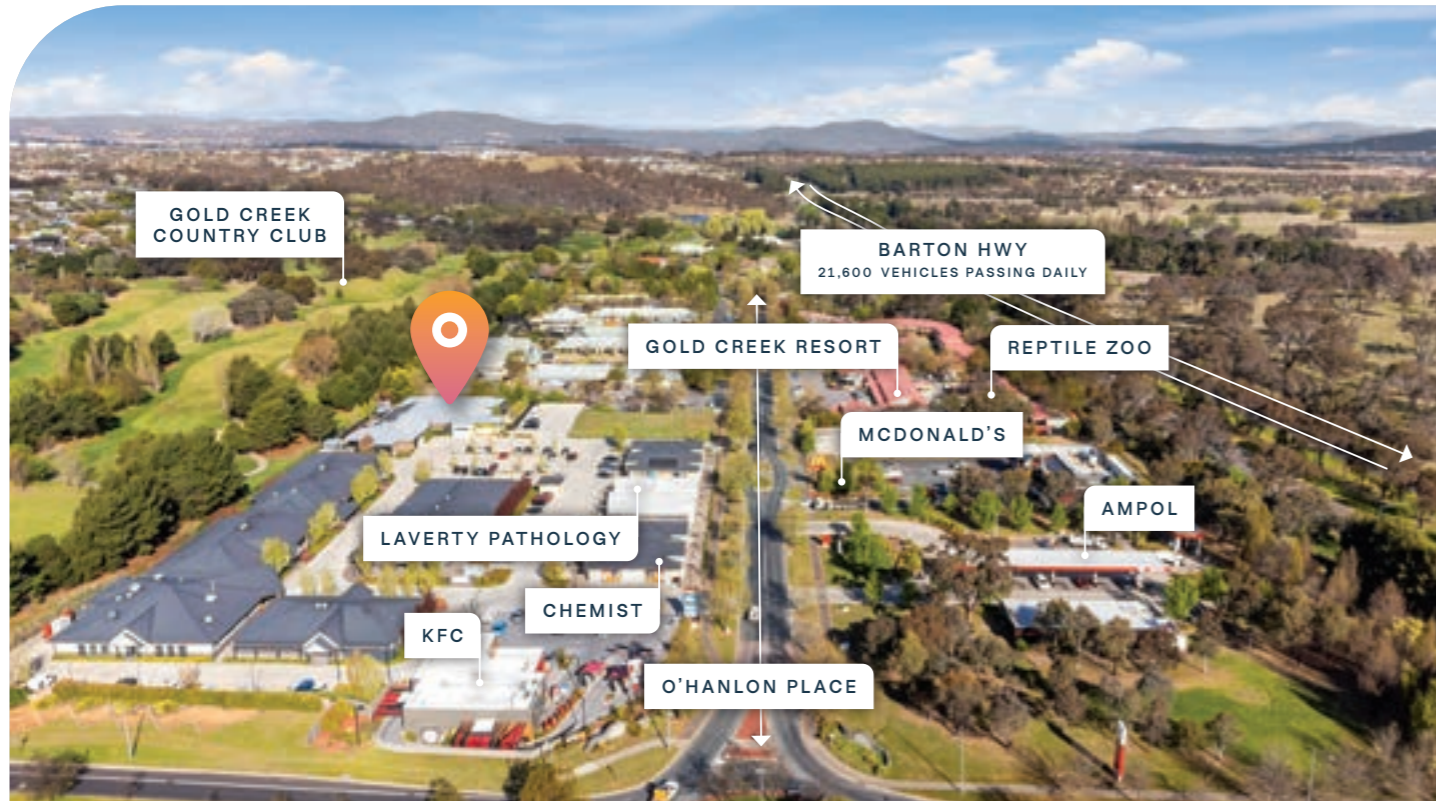 GOLD CREEK
COUNTRY CLUB
BARTON HWY
21,600 VEHICLES PASSING DAILY
GOLD CREEK RESORT
REPTILE ZOO
MCDONALD'S
AMPOL
LAVERTY PATHOLOGY
CHEMIST
KFC
O'HANLON PLACE